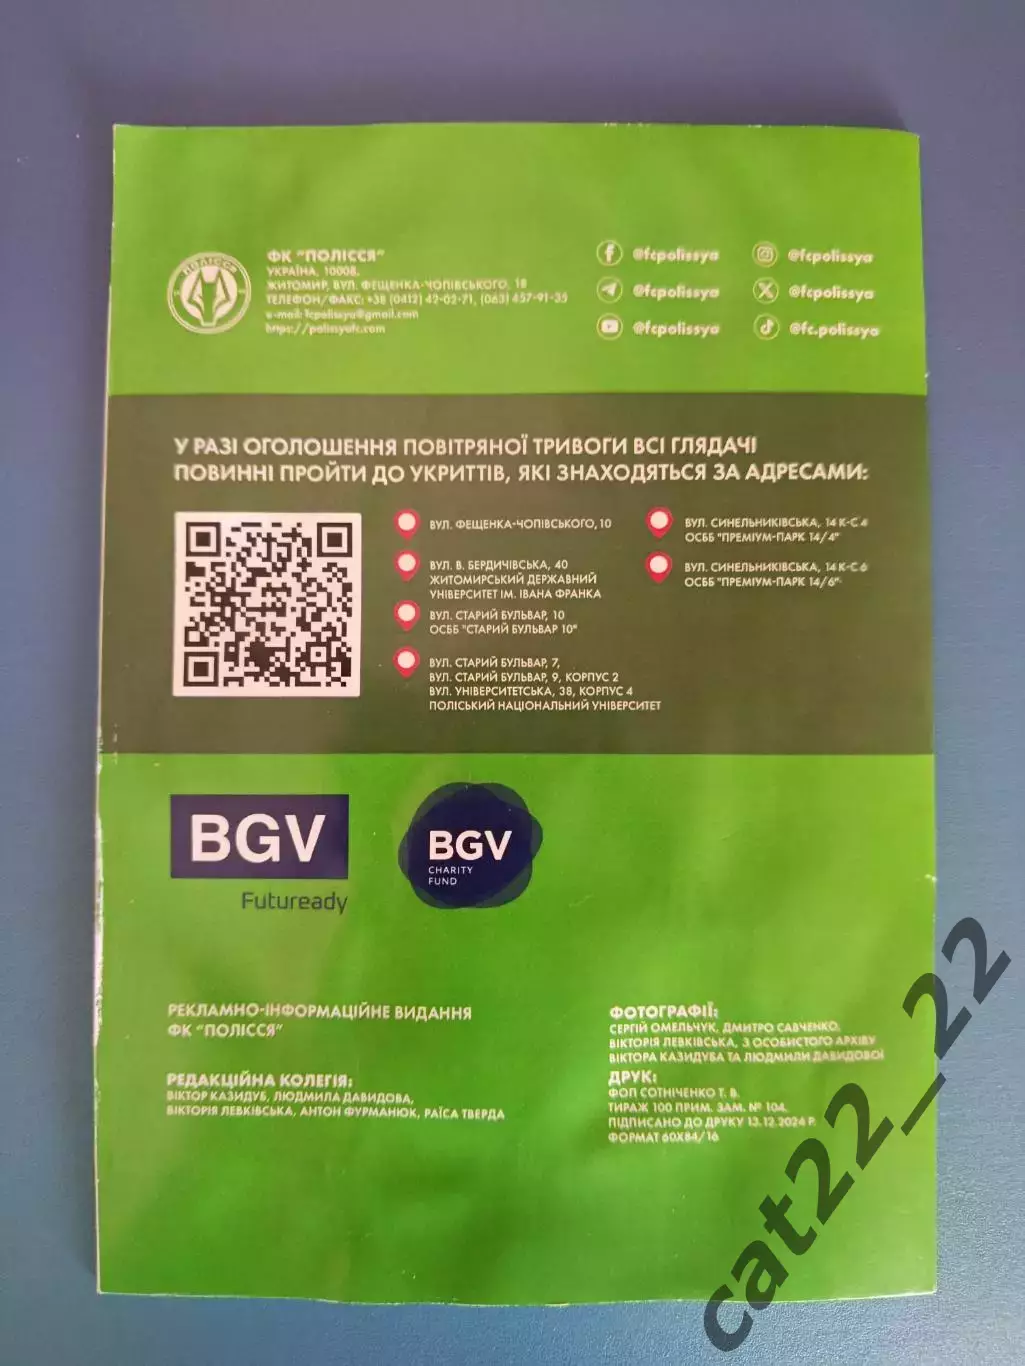 ПОЛІССЯ
ФК "ПОЛІССЯ"
УКРАЇНА, 10008,
ЖИТОМИР, ВУЛ. ФЕЩЕНКА-ЧОПІВСЬКОГО, 18
ТЕЛЕФОН/ФАКС: +38 (0412) 42-02-71, (063) 457-91-35
e-mail: fcpolissya@gmail.com
https://polissyafc.com
@fcpolissya
@fcpolissya
@fcpolissya
@fcpolissya
@fcpolissya
@fc.polissya
У РАЗІ ОГОЛОШЕННЯ ПОВІТРЯНОЇ ТРИВОГИ ВСІ ГЛЯДАЧІ
ПОВИННІ ПРОЙТИ ДО УКРИТТІВ, ЯКІ ЗНАХОДЯТЬСЯ ЗА АДРЕСАМИ:
ВУЛ. ФЕЩЕНКА-ЧОПІВСЬКОГО, 10
ВУЛ. В. БЕРДИЧІВСЬКА, 40
ЖИТОМИРСЬКИЙ ДЕРЖАВНИЙ
УНІВЕРСИТЕТ ІМ. ІВАНА ФРАНКА
ВУЛ. СТАРИЙ БУЛЬВАР, 10
ОСББ "СТАРИЙ БУЛЬВАР 10"
ВУЛ. СТАРИЙ БУЛЬВАР, 7,
ВУЛ. СТАРИЙ БУЛЬВАР, 9, КОРПУС 2
ВУЛ. УНІВЕРСИТЕТСЬКА, 38, КОРПУС 4
ПОЛІСЬКИЙ НАЦІОНАЛЬНИЙ УНІВЕРСИТЕТ
ВУЛ. СИНЕЛЬНИКІВСЬКА, 14 К-С 4
ОСББ "ПРЕМІУМ-ПАРК 14/4"
ВУЛ. СИНЕЛЬНИКІВСЬКА, 14 К-С 6
ОСББ "ПРЕМІУМ-ПАРК 14/6"
BGV
Futuready
BGV
CHARITY
FUND
РЕКЛАМНО-ІНФОРМАЦІЙНЕ ВИДАННЯ
ФК "ПОЛІССЯ"
РЕДАКЦІЙНА КОЛЕГІЯ:
ВІКТОР КАЗИДУБ, ЛЮДМИЛА ДАВИДОВА,
ВІКТОРІЯ ЛЕВКІВСЬКА, АНТОН ФУРМАНЮК, РАЇСА ТВЕРДА
ФОТОГРАФІЇ:
СЕРГІЙ ОМЕЛЬЧУК, ДМИТРО САВЧЕНКО,
ВІКТОРІЯ ЛЕВКІВСЬКА, З ОСОБИСТОГО АРХІВУ
ВІКТОРА КАЗИДУБА ТА ЛЮДМИЛИ ДАВИДОВОЇ
ДРУК:
ФОП СОТНІЧЕНКО Т. В.
ТИРАЖ 100 ПРИМ. ЗАМ. № 104,
ПІДПИСАНО ДО ДРУКУ 13.12.2024 Р.
ФОРМАТ 60Х84/16
cat22_22